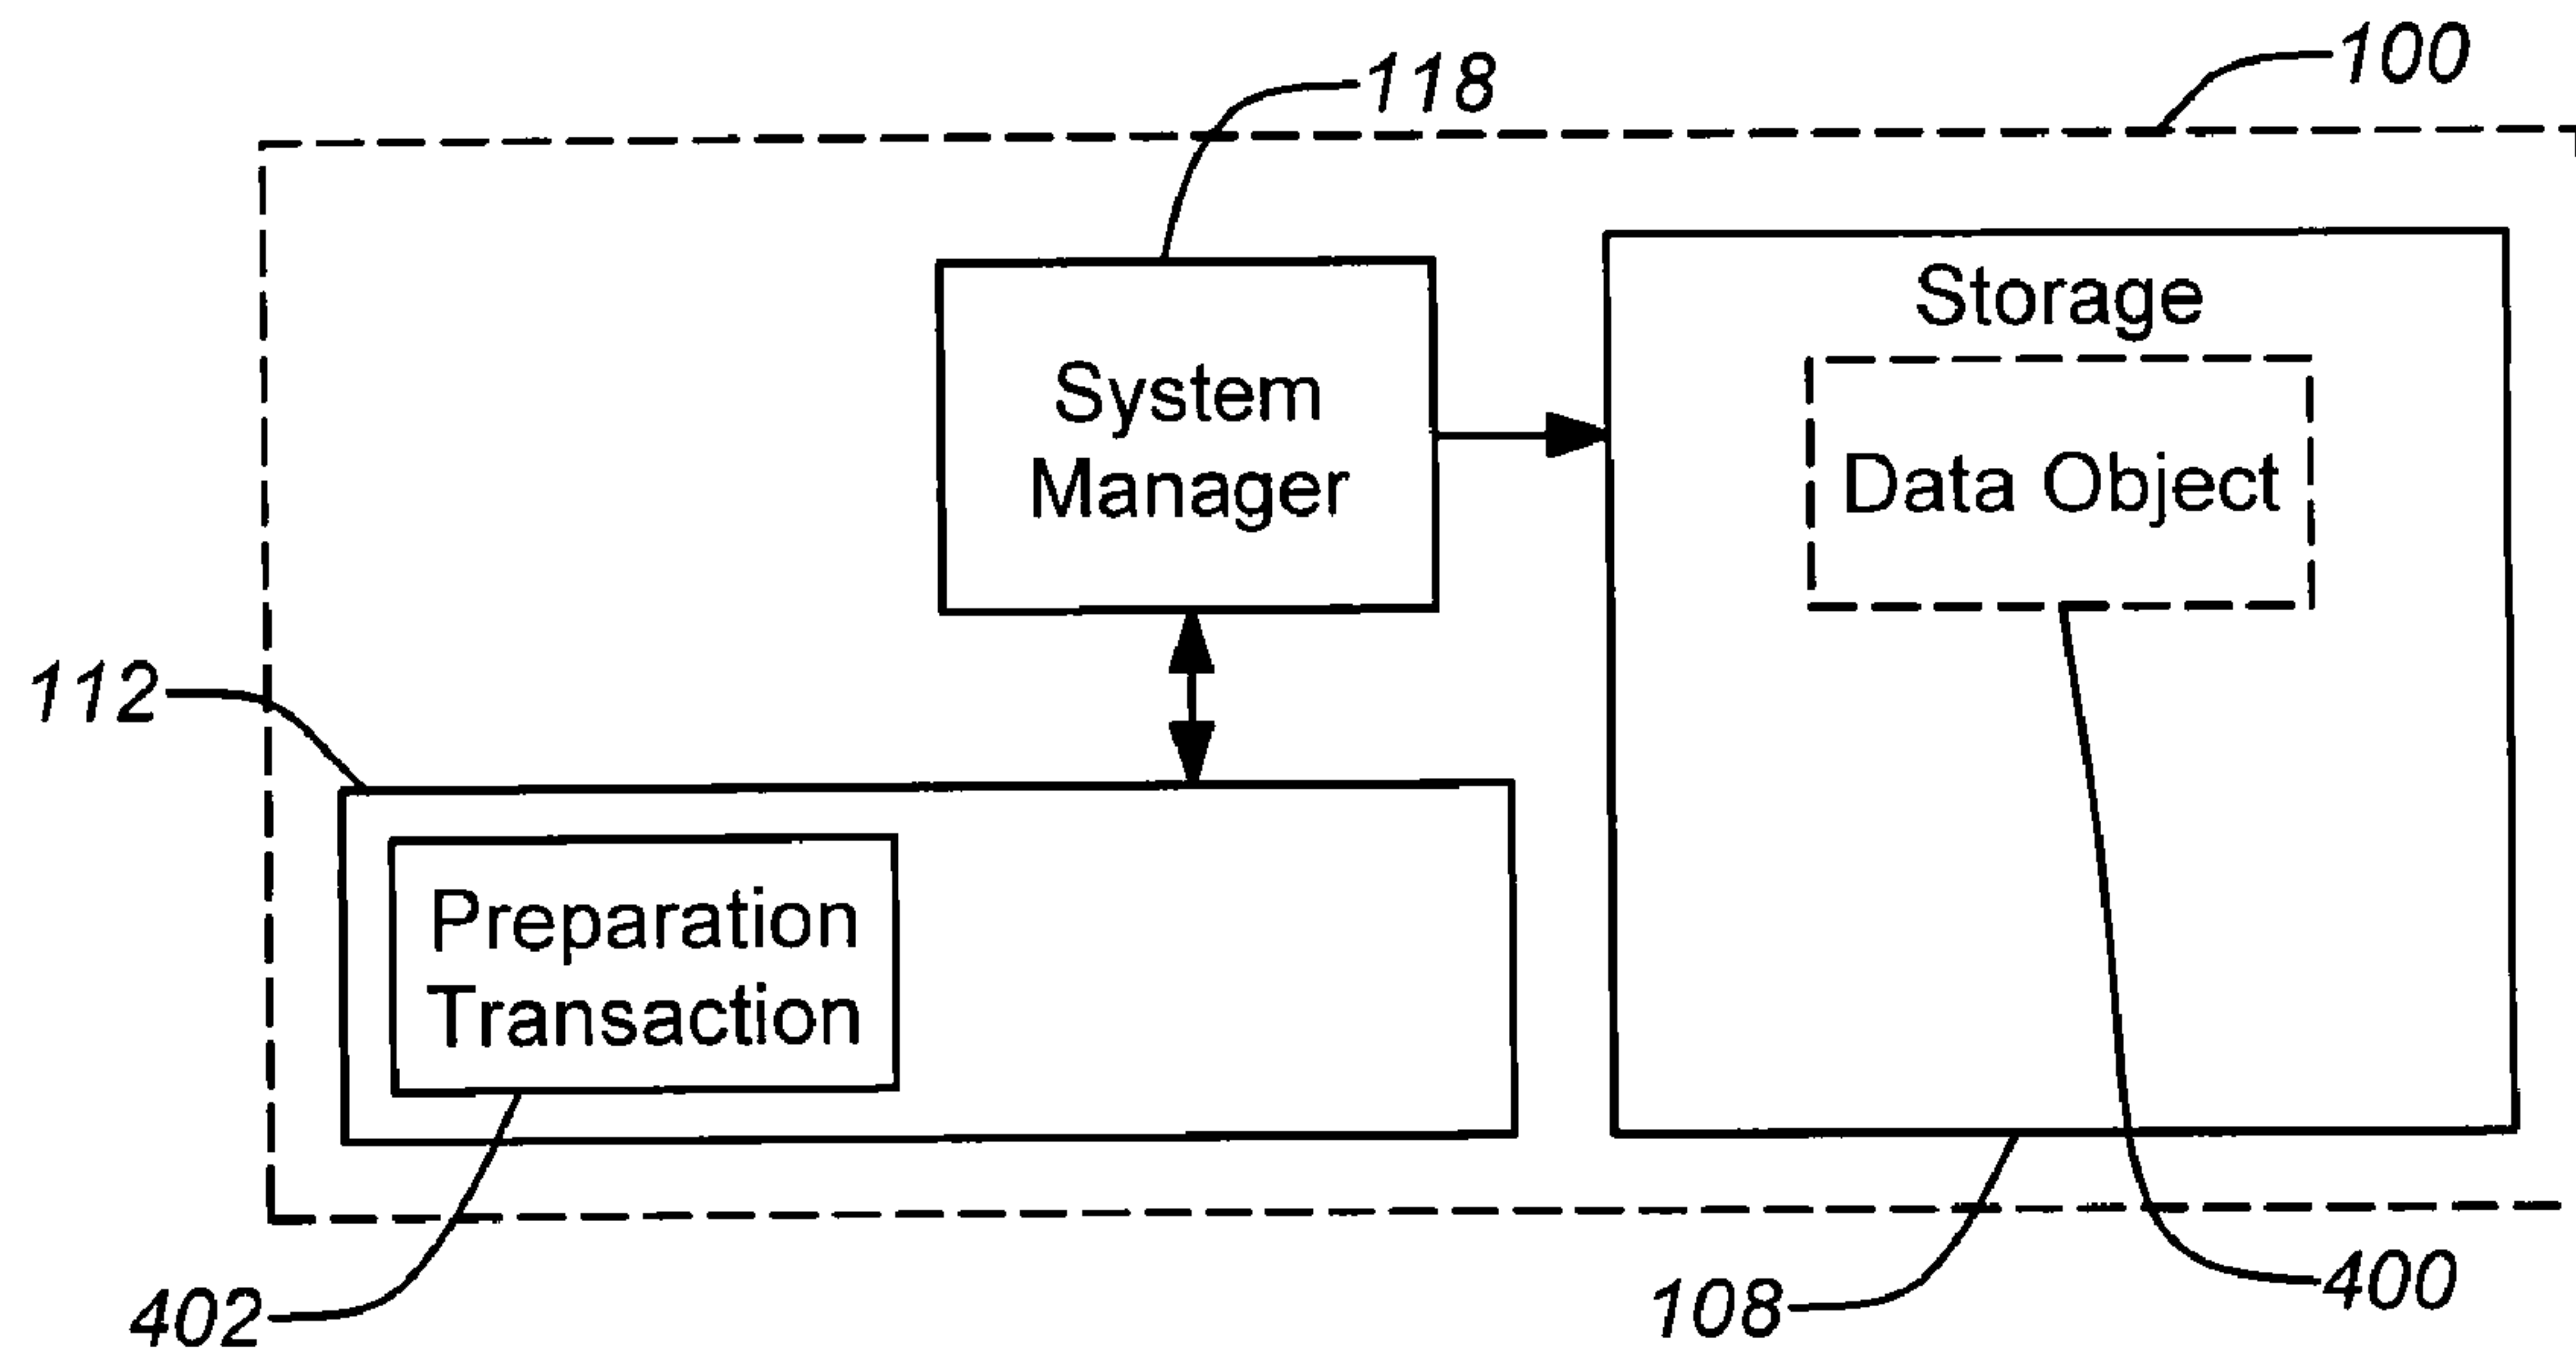 100
118
Storage
System
Manager
Data Object
112
Preparation
Transaction
402
108
400